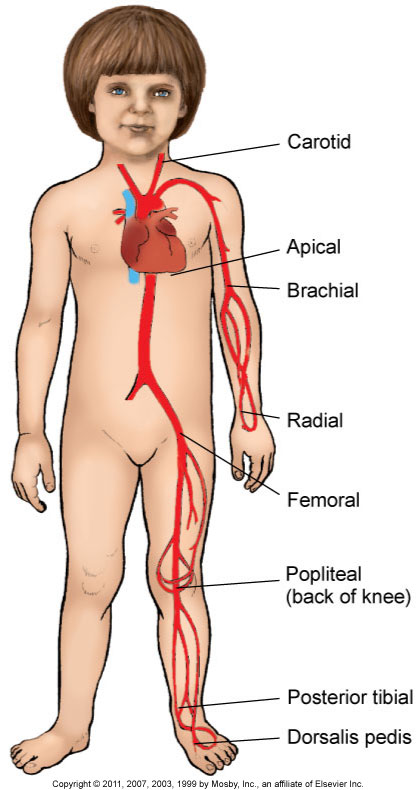 Carotid
Apical
Brachial
Radial
Femoral
Popliteal
(back of knee)
Posterior tibial
Dorsalis pedis
Copyright © 2011, 2007, 2003, 1999 by Mosby, Inc., an affiliate of Elsevier Inc.